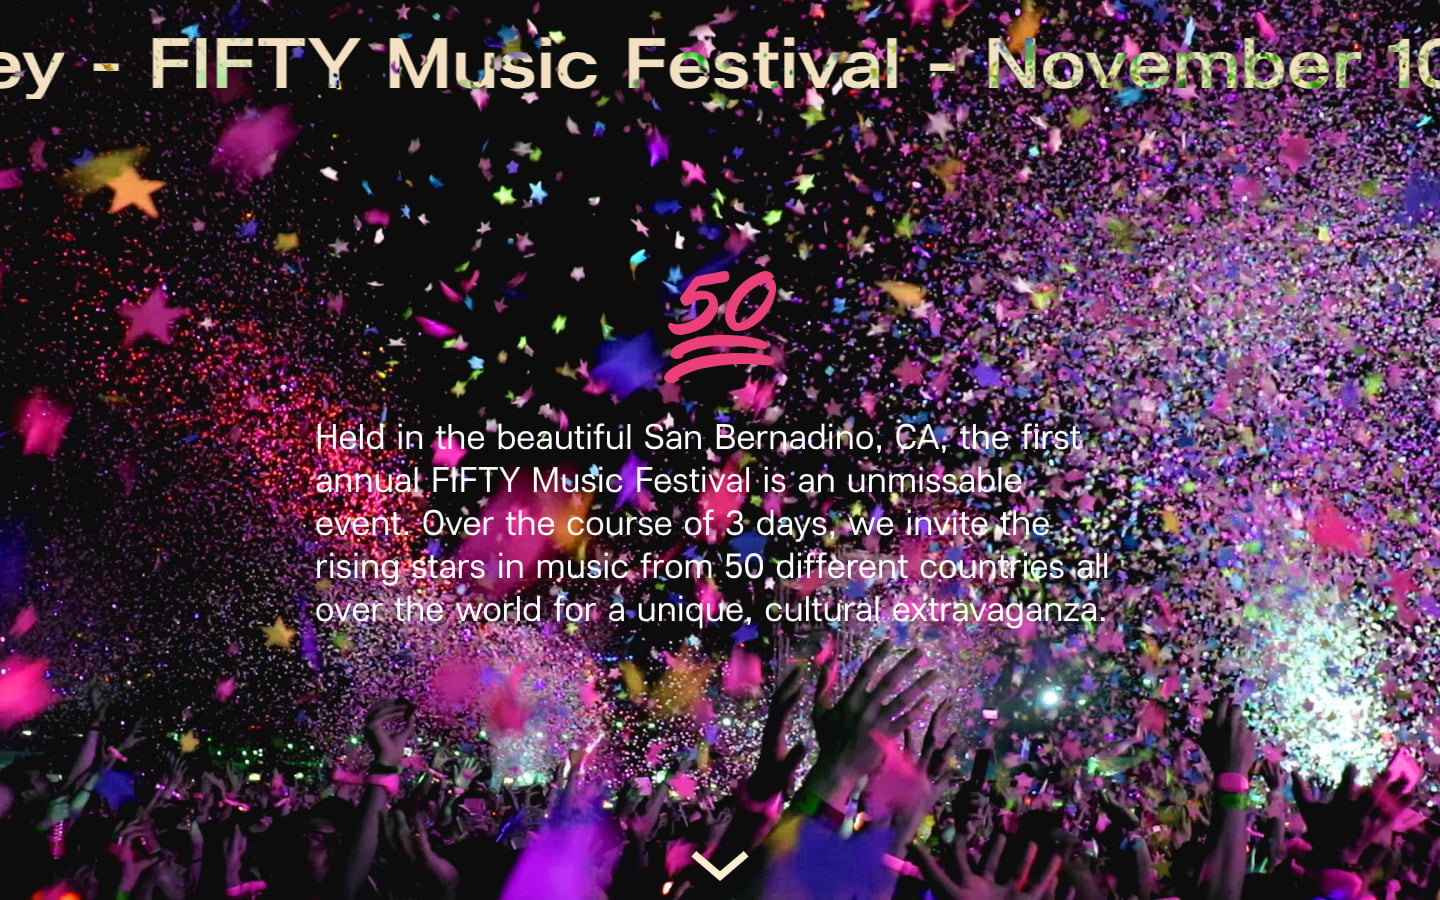 ey - FIFTY Music Festival - November 10
50
Held in the beautiful San Bernadino, CA, the first
annual FIFTY Music Festival is an unmissable
event. Over the course of 3 days, we invite the
rising stars in music from 50 different countries all
over the world for a unique, cultural extravaganza.